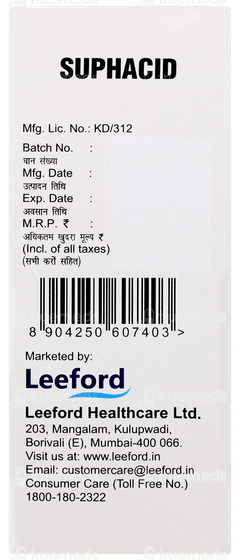 SUPHACID
Mfg. Lic. No.: KD/312
Batch No. :
घान संख्या
Mfg. Date :
उत्पादन तिथि
Exp. Date :
अवसान तिथि
M.R.P. ₹ :
अधिकतम खुदरा मूल्य ₹
(Incl. of all taxes)
(सभी करों सहित)
8 904250 607403 >
Marketed by:
Leeford
Leeford Healthcare Ltd.
203, Mangalam, Kulupwadi,
Borivali (E), Mumbai-400 066.
Visit us at: www.leeford.in
Email: customercare@leeford.in
Consumer Care (Toll Free No.)
1800-180-2322